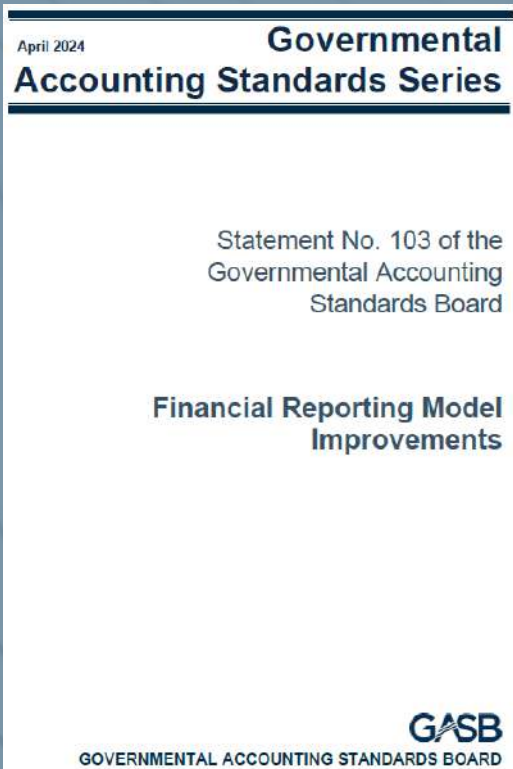 April 2024
Governmental
Accounting Standards Series
Statement No. 103 of the
Governmental Accounting
Standards Board
Financial Reporting Model
Improvements
GASB
GOVERNMENTAL ACCOUNTING STANDARDS BOARD